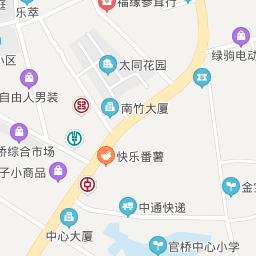 庭
乐萃
福缘参茸行
绿驹电动
小区
太同花园
自由人男装
南竹大厦
桥综合市场
快乐番薯
子小商品
金宝
中通快递
中心大厦
官桥中心小学